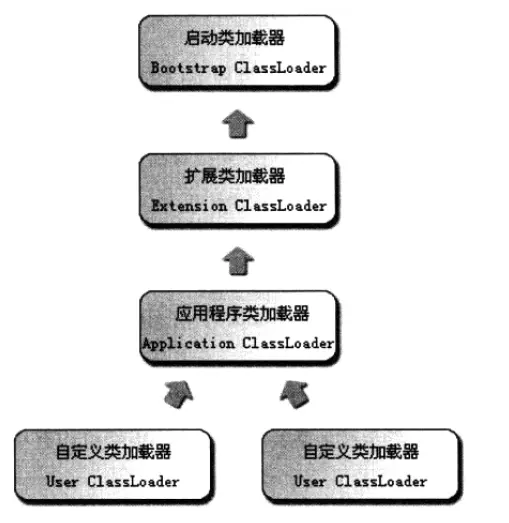 启动类加载器
Bootstrap ClassLoader
扩展类加载器
Extension ClassLoader
应用程序类加载器
Application ClassLoader
自定义类加载器
User ClassLoader
自定义类加载器
User ClassLoader